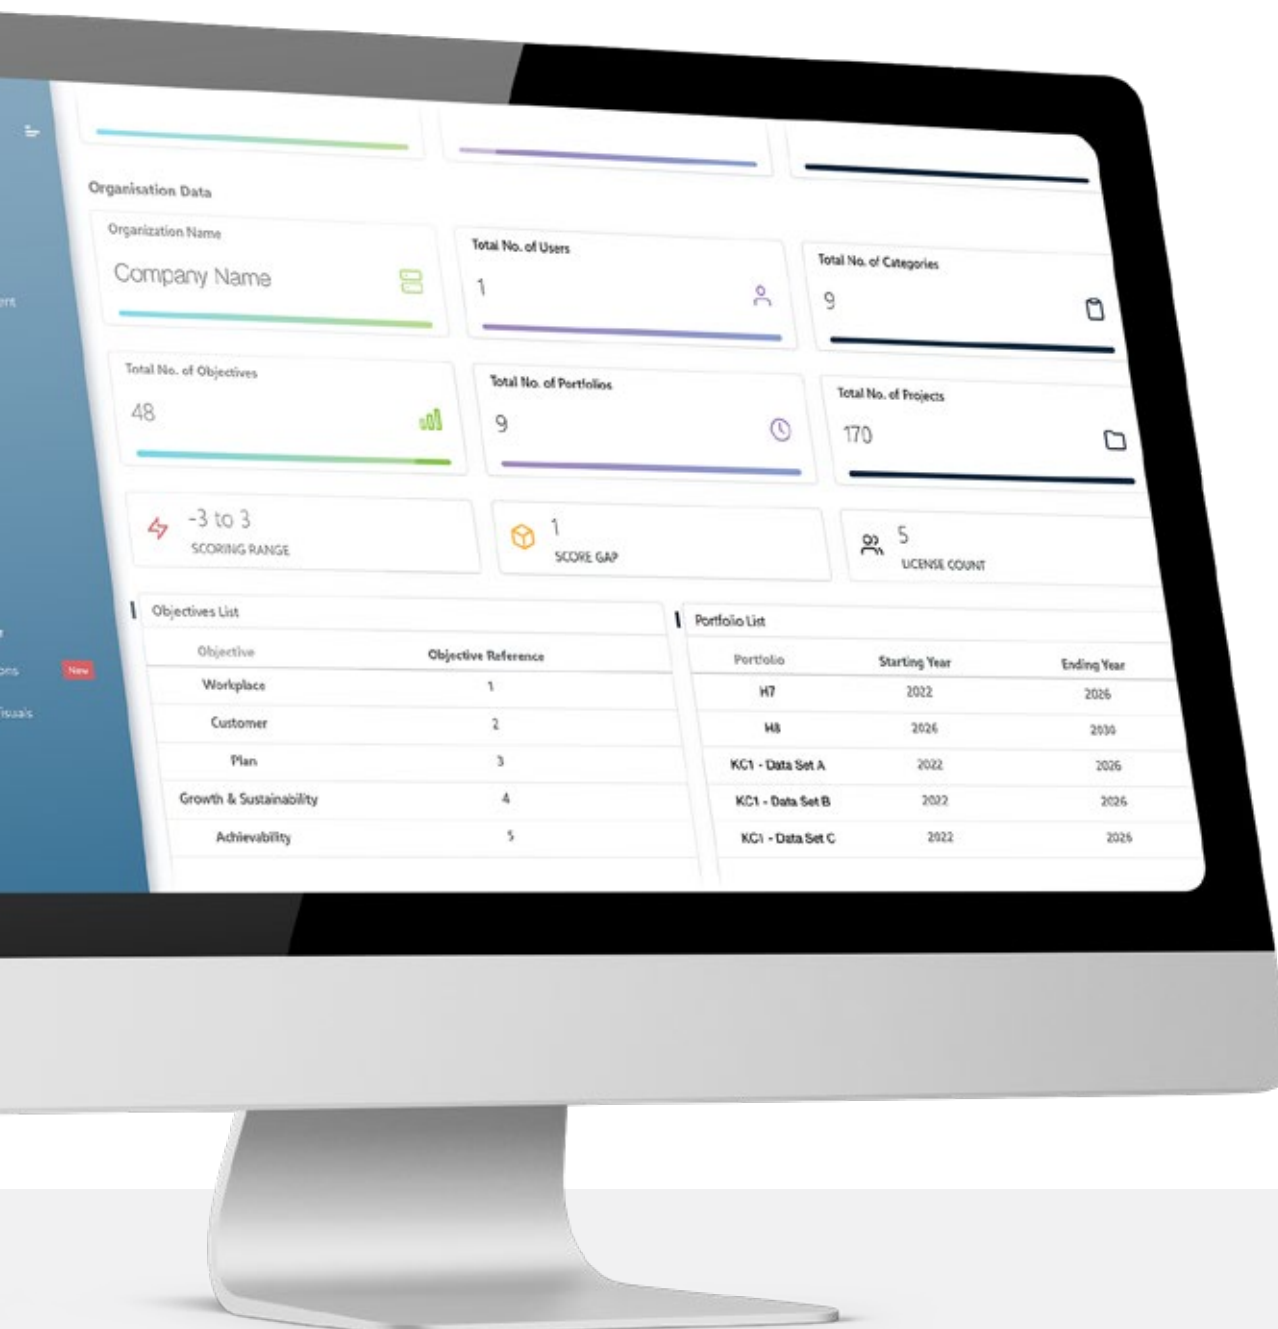 Organisation Data
Organization Name
Company Name
Total No. of Users
1
Total No. of Categories
9
Total No. of Objectives
48
Total No. of Portfolios
9
Total No. of Projects
170
-3 to 3
SCORING RANGE
1
SCORE GAP
5
LICENSE COUNT
Objectives List
Objective Objective Reference
Workplace 1
Customer 2
Plan 3
Growth & Sustainability 4
Achievability 5
Portfolio List
Portfolio Starting Year Ending Year
H7 2022 2026
H8 2026 2030
KC1 - Data Set A 2022 2026
KC1 - Data Set B 2022 2026
KC1 - Data Set C 2022 2026
New